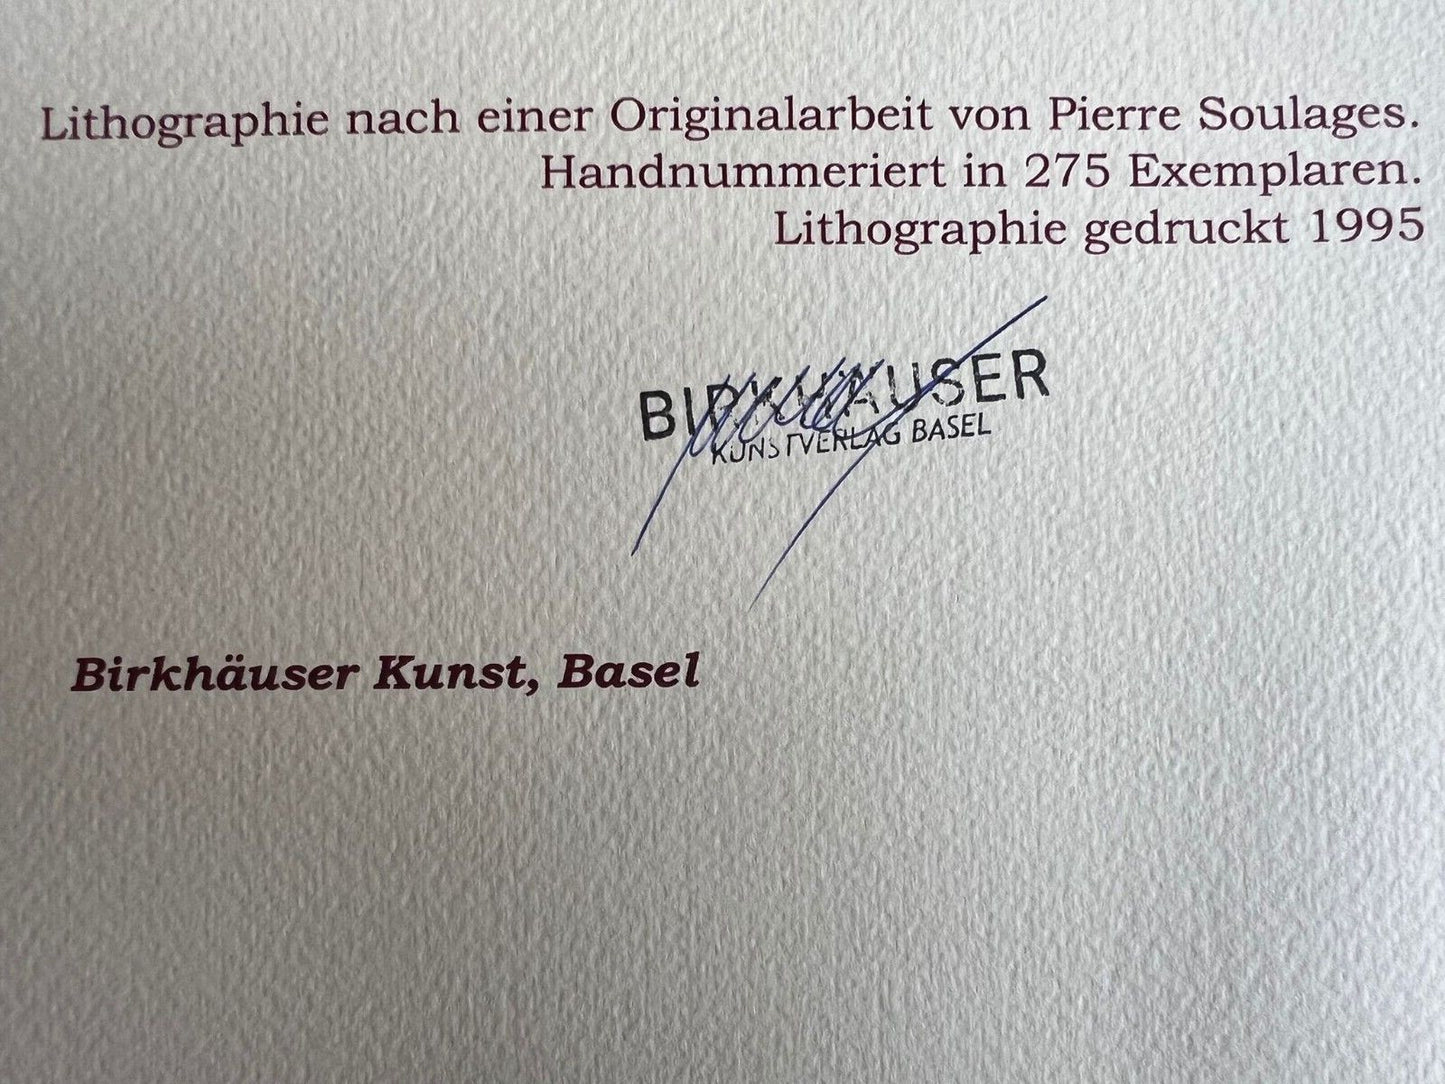 Lithographie nach einer Originalarbeit von Pierre Soulages.
Handnummeriert in 275 Exemplaren.
Lithographie gedruckt 1995
BIRKHÄUSER
KUNSTVERLAG BASEL
Birkhäuser Kunst, Basel